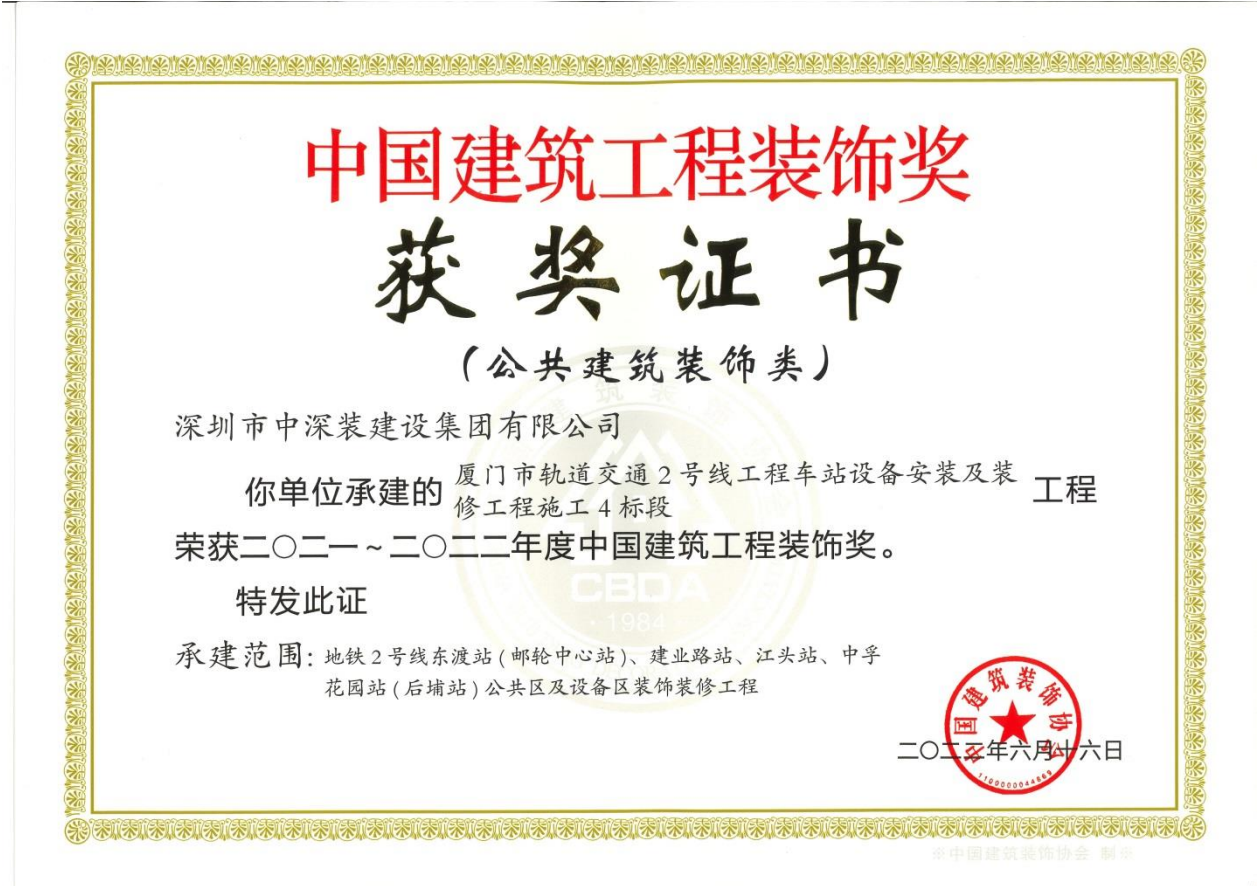 中国建筑工程装饰奖
获奖证书
(公共建筑装饰类)
深圳市中深装建设集团有限公司
你单位承建的 厦门市轨道交通2号线工程车站设备安装及装
修工程施工4标段 工程
荣获二〇二一~二〇二二年度中国建筑工程装饰奖。
特发此证
承建范围: 地铁2号线东渡站(邮轮中心站)、建业路站、江头站、中孚
花园站(后埔站)公共区及设备区装饰装修工程
CBDA
·1984·
中国建筑装饰协会
1100000044869
二〇二二年六月十六日
※中国建筑装饰协会 制※